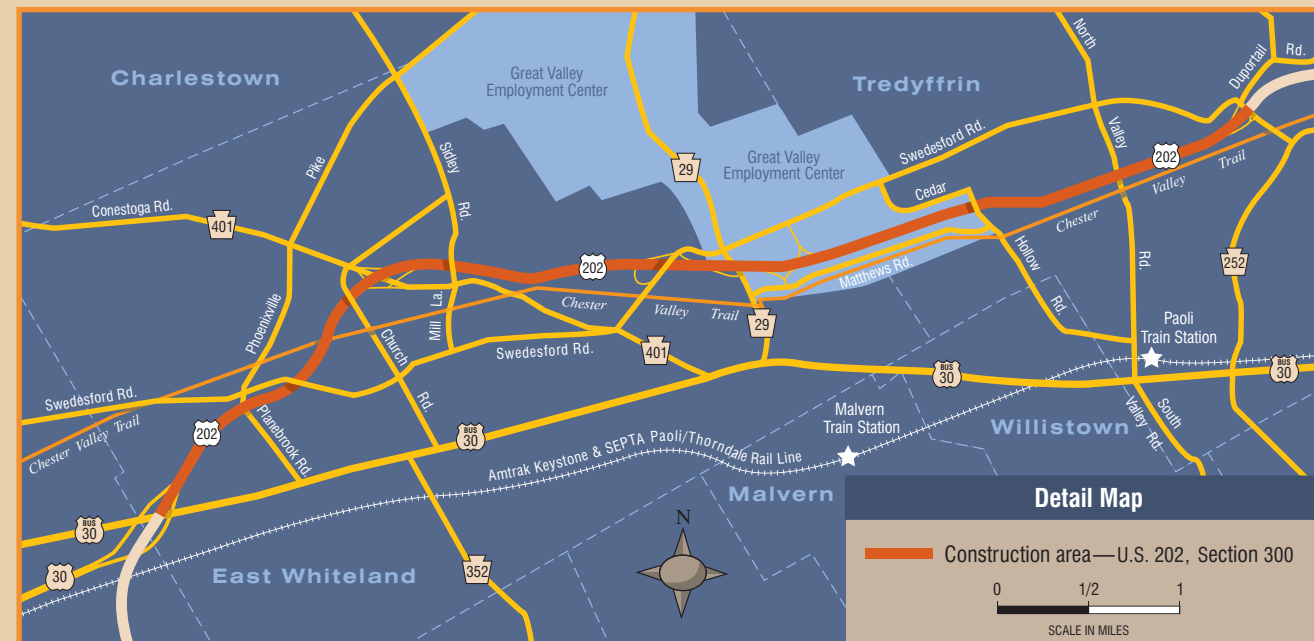 Charlestown
Great Valley
Employment Center
Tredyffrin
North
Duportail
Rd.
Pike
Sidley
Rd.
29
Great Valley
Employment Center
Swedesford Rd.
Valley
202
Chester Valley Trail
Cedar
Hollow
Rd.
Conestoga Rd.
401
202
Matthews Rd.
Rd.
252
Phoenixville
Mill La.
Chester Valley Trail
29
Paoli
Train Station
Church
Rd.
Swedesford Rd.
401
BUS
30
BUS
30
Swedesford Rd.
Chester Valley Trail
202
Planebrook Rd.
BUS
30
Malvern
Train Station
South
Valley Rd.
Willistown
Amtrak Keystone & SEPTA Paoli/Thorndale Rail Line
Malvern
BUS
30
30
East Whiteland
352
N
Detail Map
Construction area—U.S. 202, Section 300
0 1/2 1
SCALE IN MILES